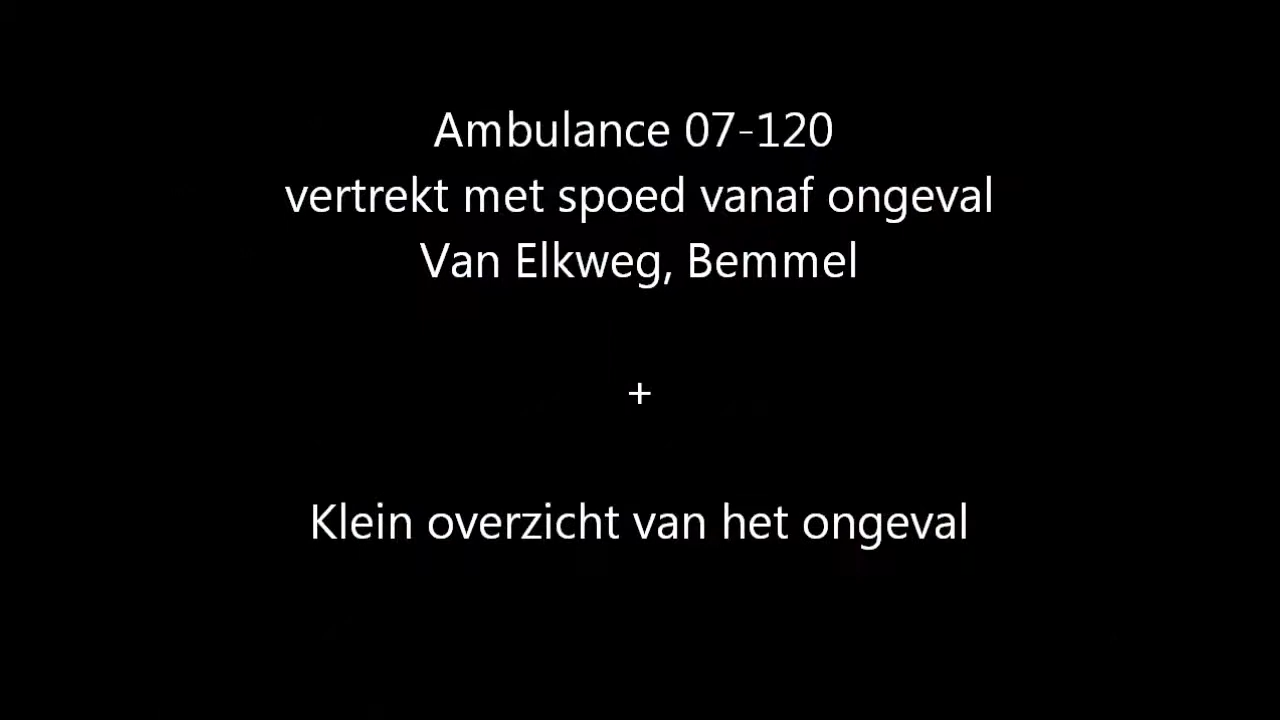 Ambulance 07-120
vertrekt met spoed vanaf ongeval
Van Elkweg, Bemmel
+
Klein overzicht van het ongeval